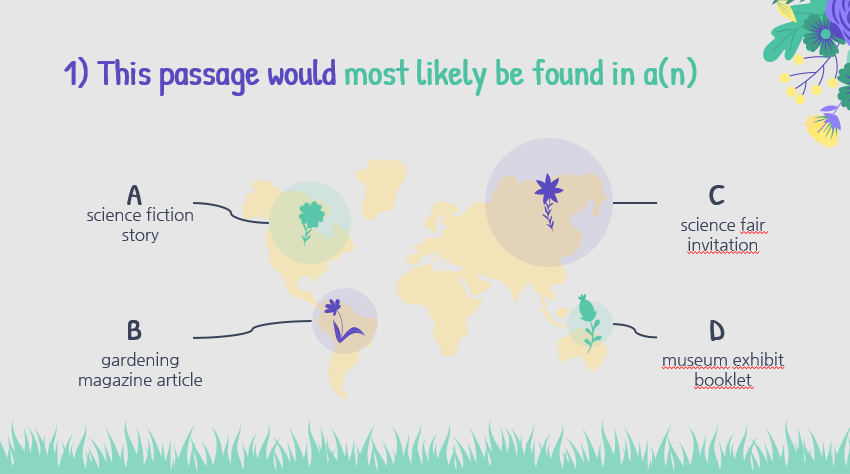 1) This passage would most likely be found in a(n)
A
science fiction
story
B
gardening
magazine article
C
science fair
invitation
D
museum exhibit
booklet